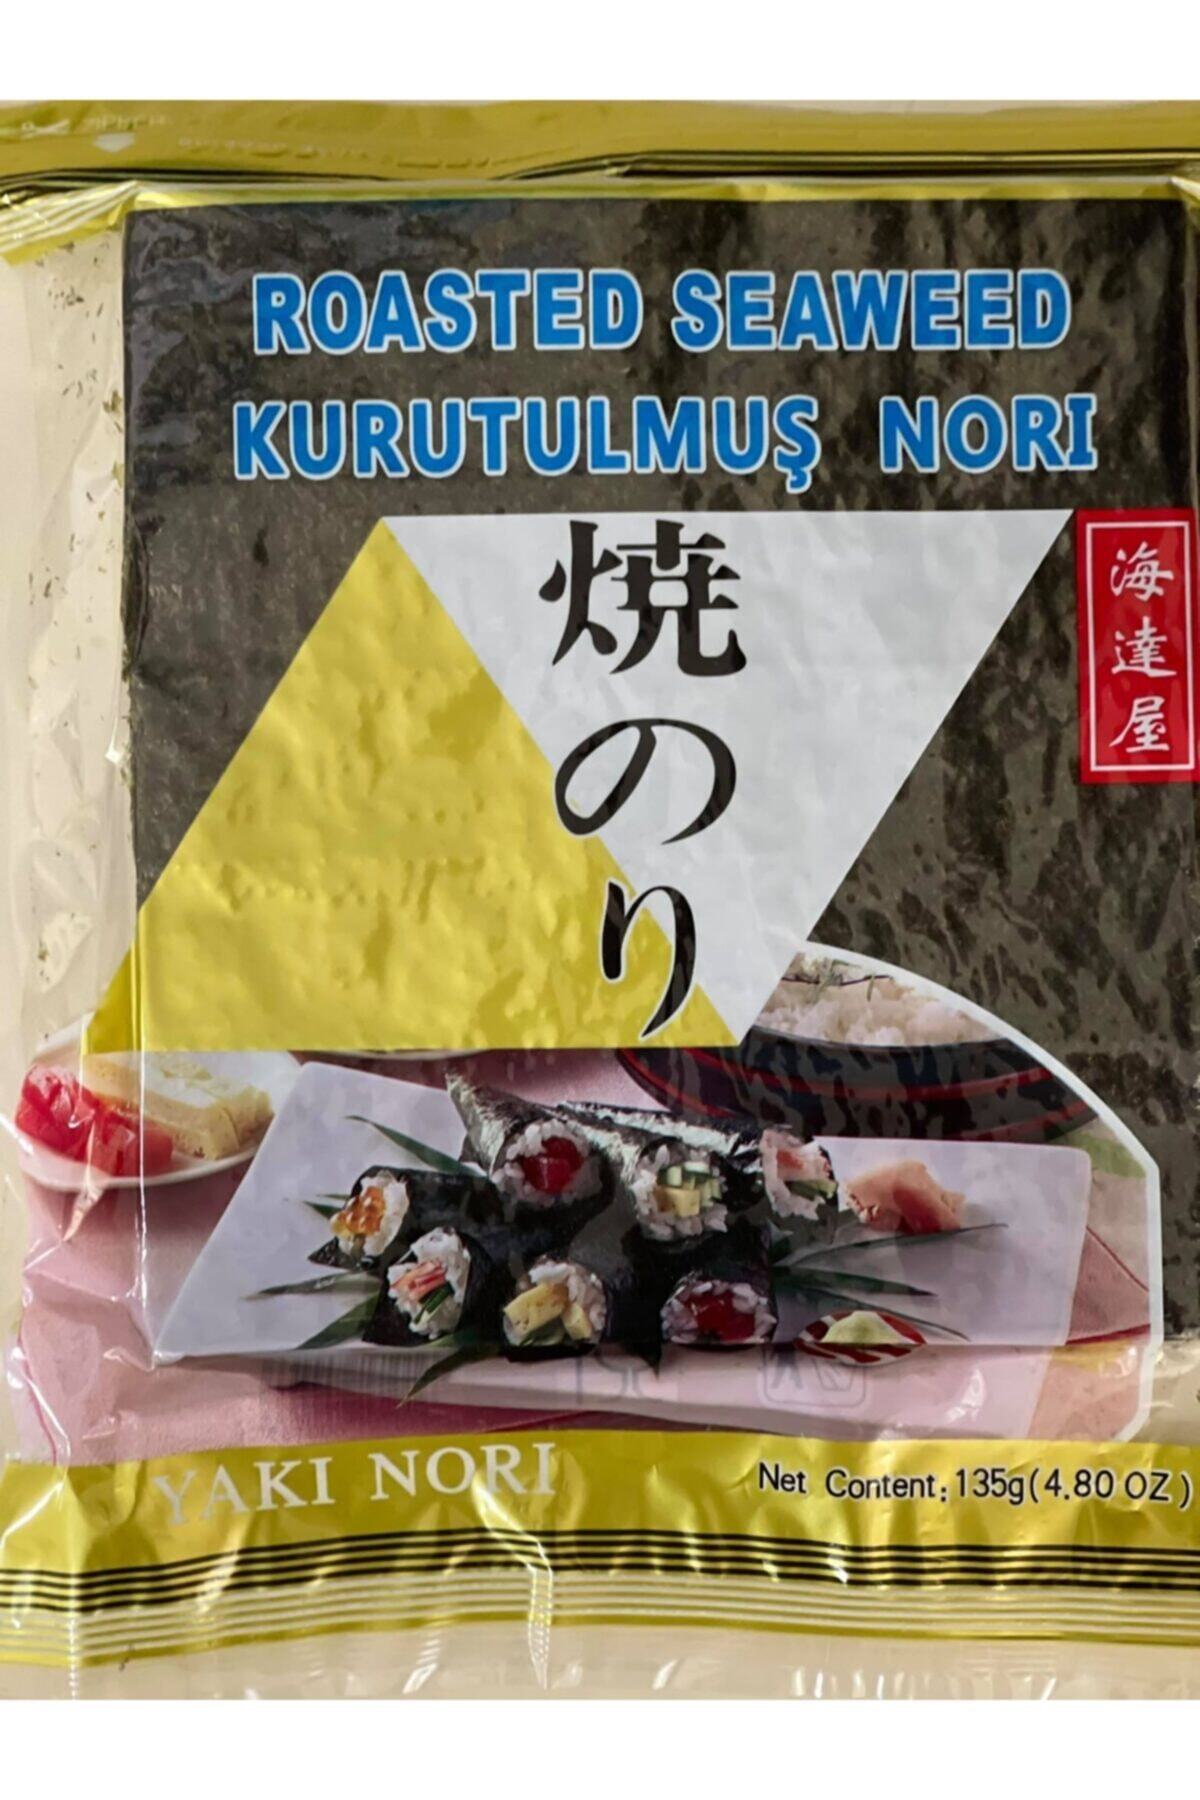 ROASTED SEAWEED
KURUTULMUŞ NORI
焼のり
海達屋
YAKI NORI
Net Content: 135g(4.80 OZ)